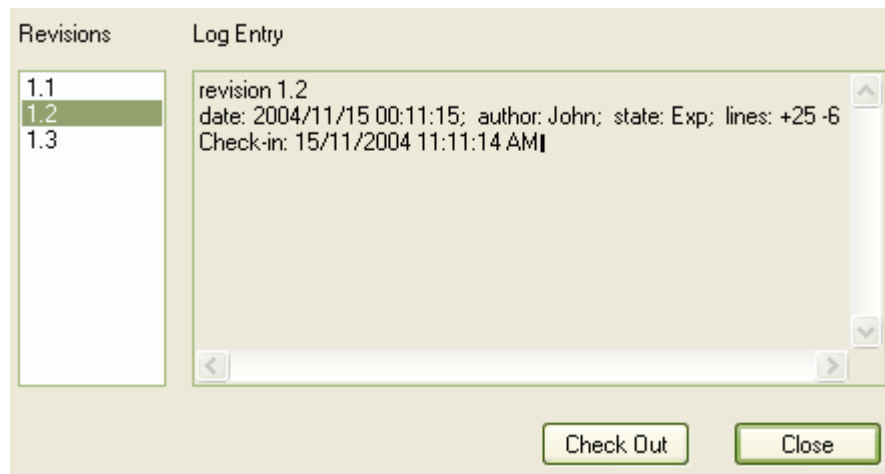 Revisions
Log Entry
1.1
1.2
1.3
revision 1.2
date: 2004/11/15 00:11:15;  author: John;  state: Exp;  lines: +25 -6
Check-in: 15/11/2004 11:11:14 AM
Check Out
Close